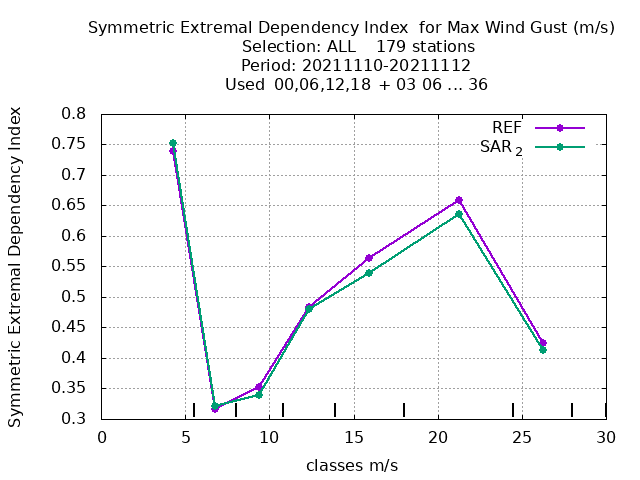 Symmetric Extremal Dependency Index  for Max Wind Gust (m/s)
Selection: ALL    179 stations
Period: 20211110-20211112
Used  00,06,12,18  + 03 06 ... 36
Symmetric Extremal Dependency Index
0.8
0.75
0.7
0.65
0.6
0.55
0.5
0.45
0.4
0.35
0.3
REF
SAR 2
0 5 10 15 20 25 30
classes m/s